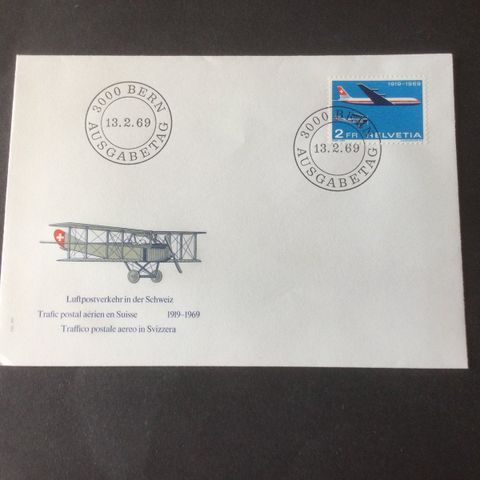 3000 BERN
13.2.69
AUSGABETAG
1919-1969
2 FR HELVETIA
3000 BERN
13.2.69
AUSGABETAG
Luftpostverkehr in der Schweiz
Trafic postal aérien en Suisse 1919–1969
Traffico postale aereo in Svizzera